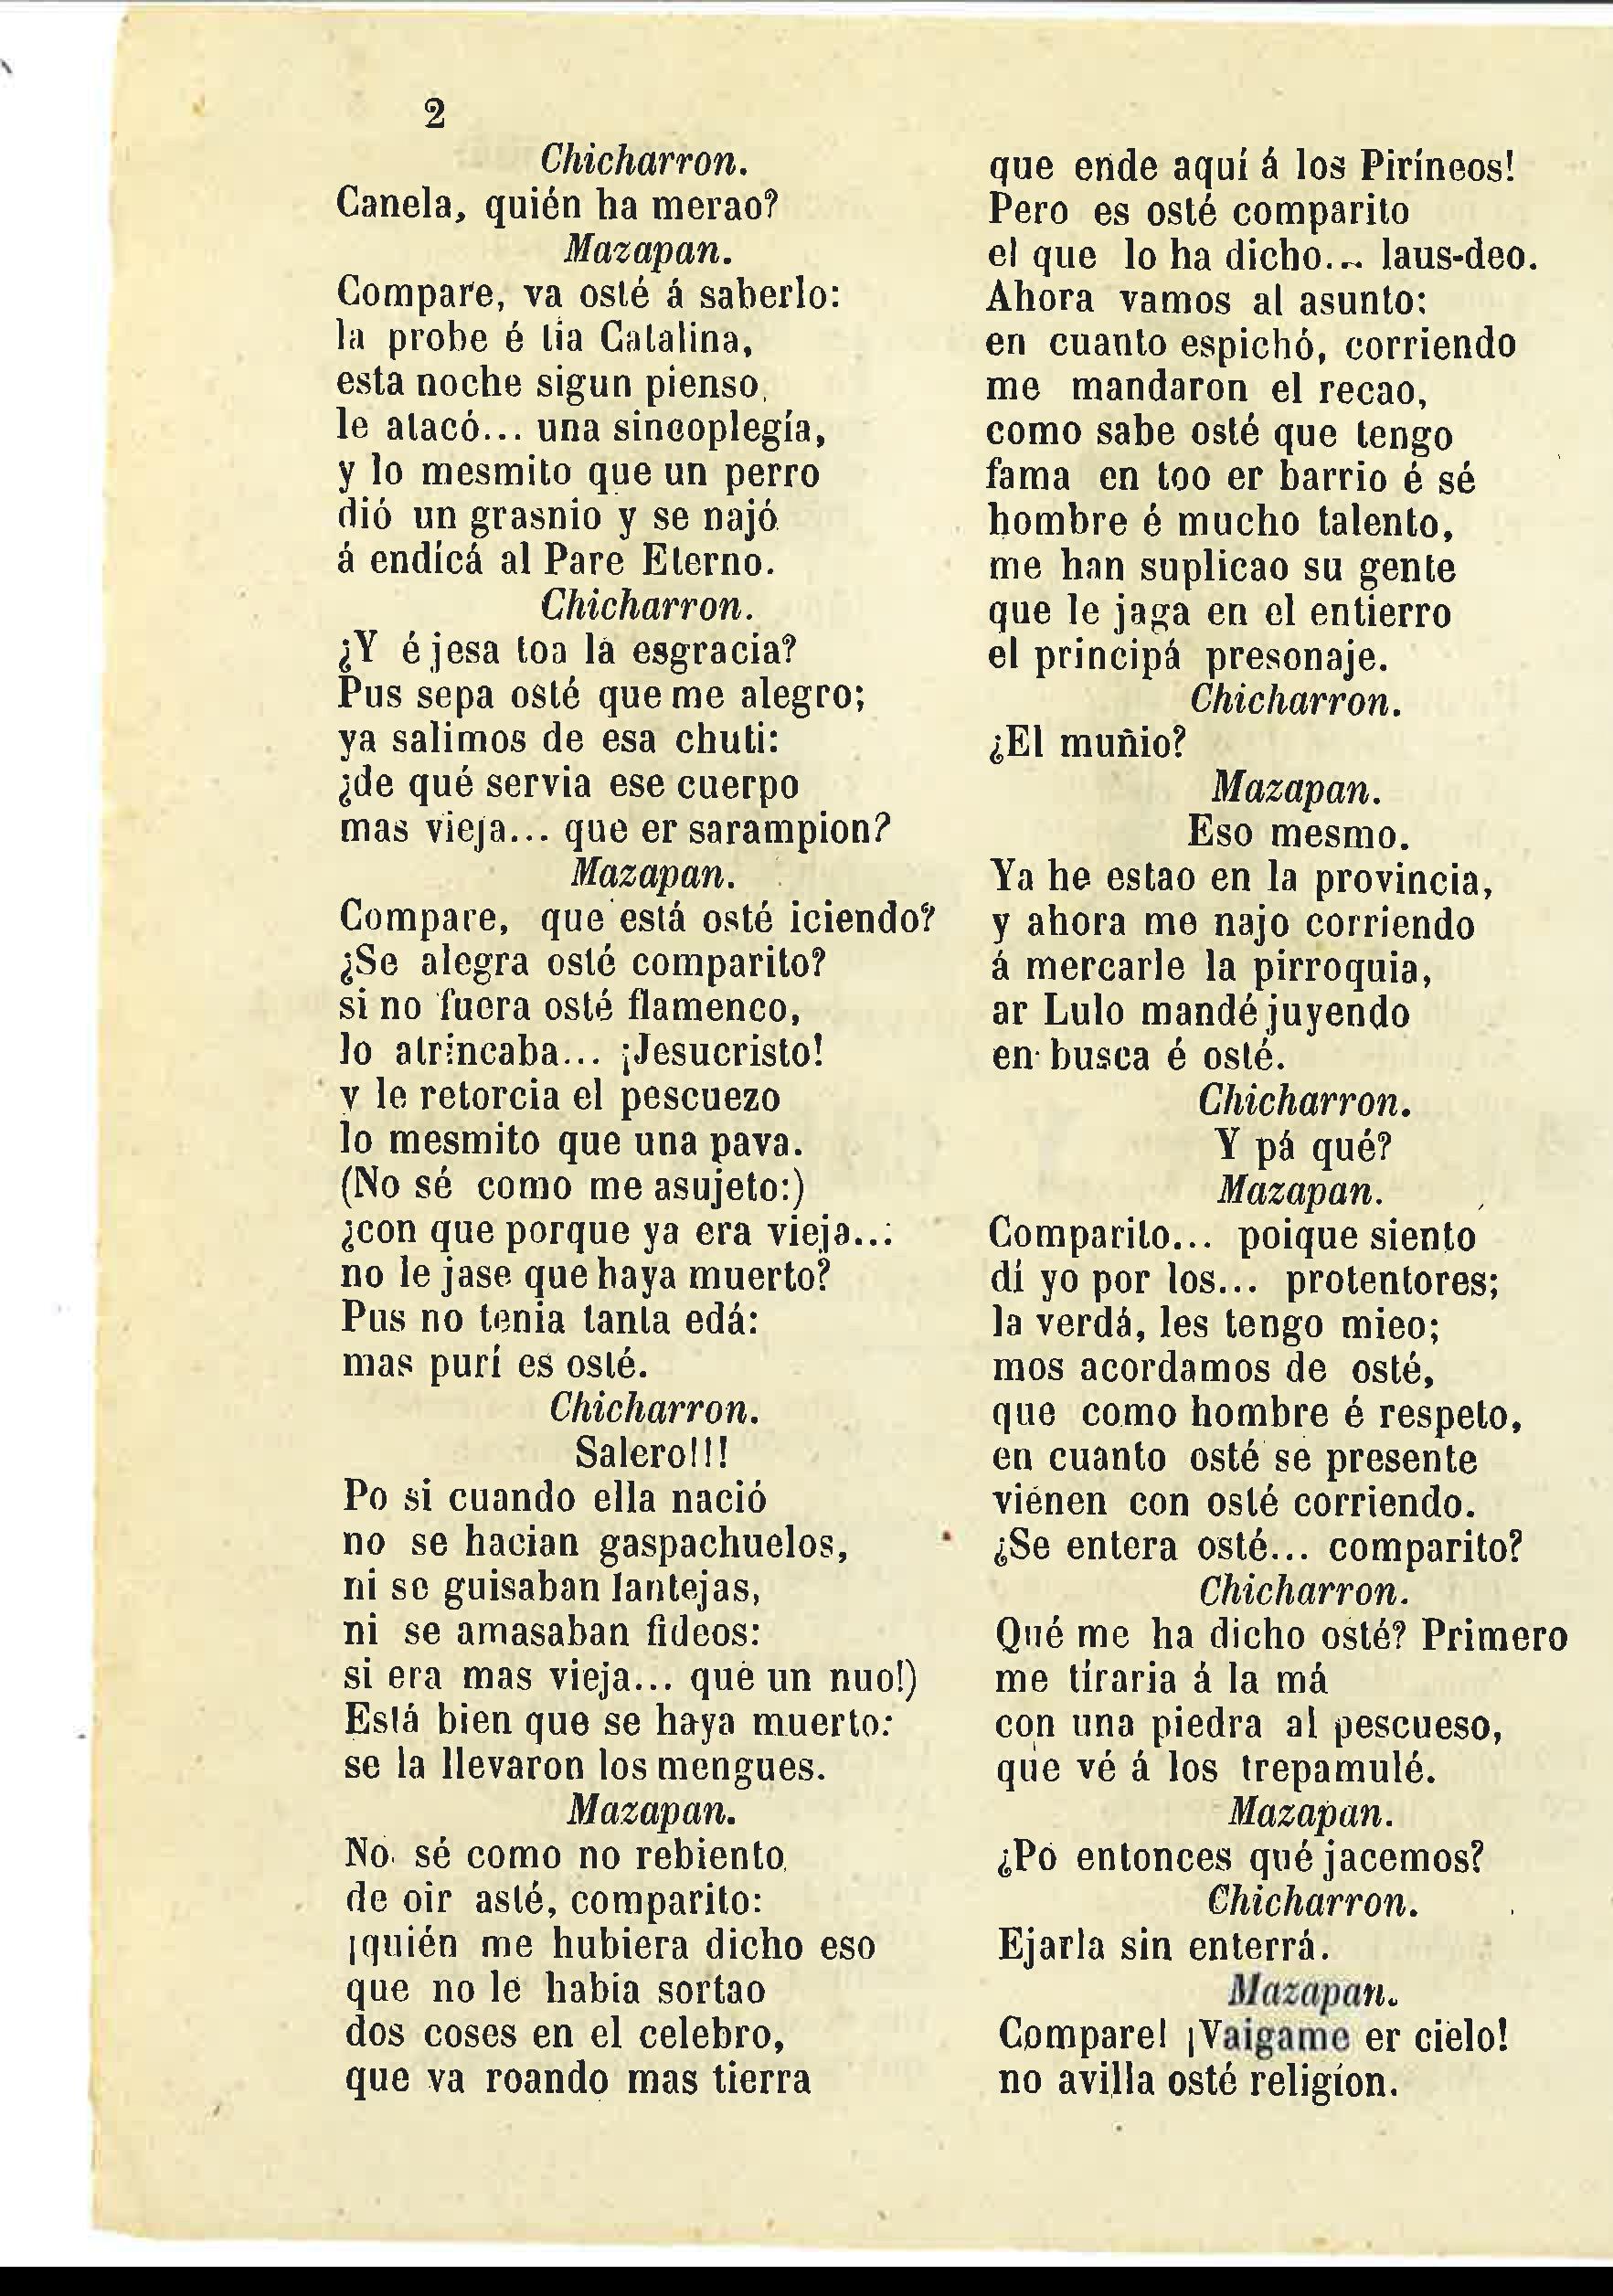 2
Chicharron.
Canela, quién ha merao?
Mazapan.
Compare, va osté á saberlo:
la probe é tia Catalina,
esta noche sigun pienso,
le atacó... una sincoplegía,
y lo mesmito que un perro
dió un grasnio y se najó
á endicá al Pare Eterno.
Chicharron.
¿Y é jesa toa la esgracia?
Pus sepa osté que me alegro;
ya salimos de esa chuti:
¿de qué servia ese cuerpo
mas vieja... que er sarampion?
Mazapan.
Compare, que está osté iciendo?
¿Se alegra osté comparito?
si no fuera osté flamenco,
lo atrincaba... ¡Jesucristo!
y le retorcia el pescuezo
lo mesmito que una pava.
(No sé como me asujeto:)
¿con que porque ya era vieja...
no le jase que haya muerto?
Pus no tenia tanta edá:
mas purí es osté.
Chicharron.
Salero!!!
Po si cuando ella nació
no se hacian gaspachuelos,
ni se guisaban lantejas,
ni se amasaban fideos:
si era mas vieja... que un nuo!)
Está bien que se haya muerto:
se la llevaron los mengues.
Mazapan.
No sé como no rebiento
de oir asté, comparito:
¡quién me hubiera dicho eso
que no le habia sortao
dos coses en el celebro,
que va roando mas tierra
que ende aquí á los Piríneos!
Pero es osté comparito
el que lo ha dicho... laus-deo.
Ahora vamos al asunto:
en cuanto espichó, corriendo
me mandaron el recao,
como sabe osté que tengo
fama en too er barrio é sé
hombre é mucho talento,
me han suplicao su gente
que le jaga en el entierro
el principá presonaje.
Chicharron.
¿El muñio?
Mazapan.
Eso mesmo.
Ya he estao en la provincia,
y ahora me najo corriendo
á mercarle la pirroquia,
ar Lulo mandé juyendo
en busca é osté.
Chicharron.
Y pá qué?
Mazapan.
Comparito... poique siento
dí yo por los... protentores;
la verdá, les tengo mieo;
mos acordamos de osté,
que como hombre é respeto,
en cuanto osté se presente
vienen con osté corriendo.
¿Se entera osté... comparito?
Chicharron.
Qué me ha dicho osté? Primero
me tiraria á la má
con una piedra al pescueso,
que vé á los trepamulé.
Mazapan.
¿Po entonces qué jacemos?
Chicharron.
Ejarla sin enterrá.
Mazapan.
Compare! ¡Vaigame er cielo!
no avilla osté religíon.